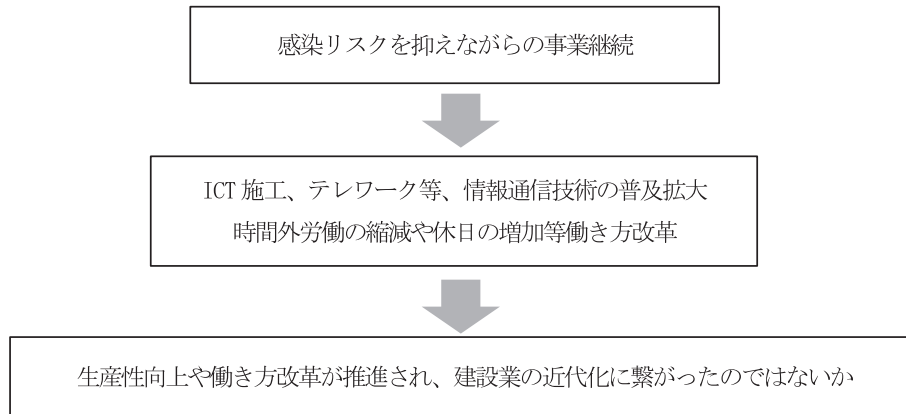 感染リスクを抑えながらの事業継続
ICT 施工、テレワーク等、情報通信技術の普及拡大
時間外労働の縮減や休日の増加等働き方改革
生産性向上や働き方改革が推進され、建設業の近代化に繋がったのではないか